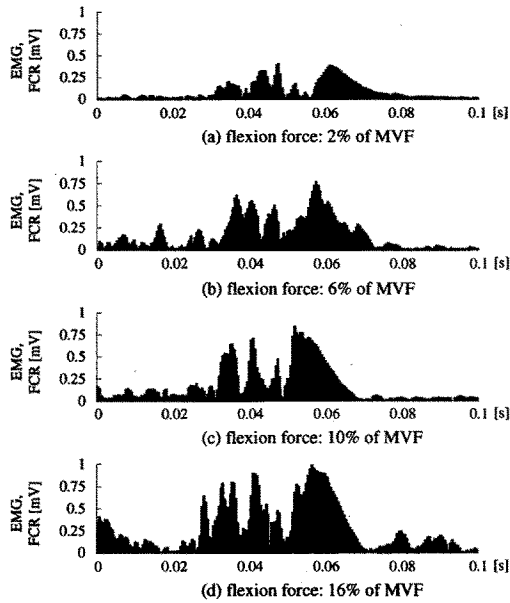 EMG,
FCR [mV]
1
0.75
0.5
0.25
0
0 0.02 0.04 0.06 0.08 0.1 [s]
(a) flexion force: 2% of MVF
EMG,
FCR [mV]
1
0.75
0.5
0.25
0
0 0.02 0.04 0.06 0.08 0.1 [s]
(b) flexion force: 6% of MVF
EMG,
FCR [mV]
1
0.75
0.5
0.25
0
0 0.02 0.04 0.06 0.08 0.1 [s]
(c) flexion force: 10% of MVF
EMG,
FCR [mV]
1
0.75
0.5
0.25
0
0 0.02 0.04 0.06 0.08 0.1 [s]
(d) flexion force: 16% of MVF